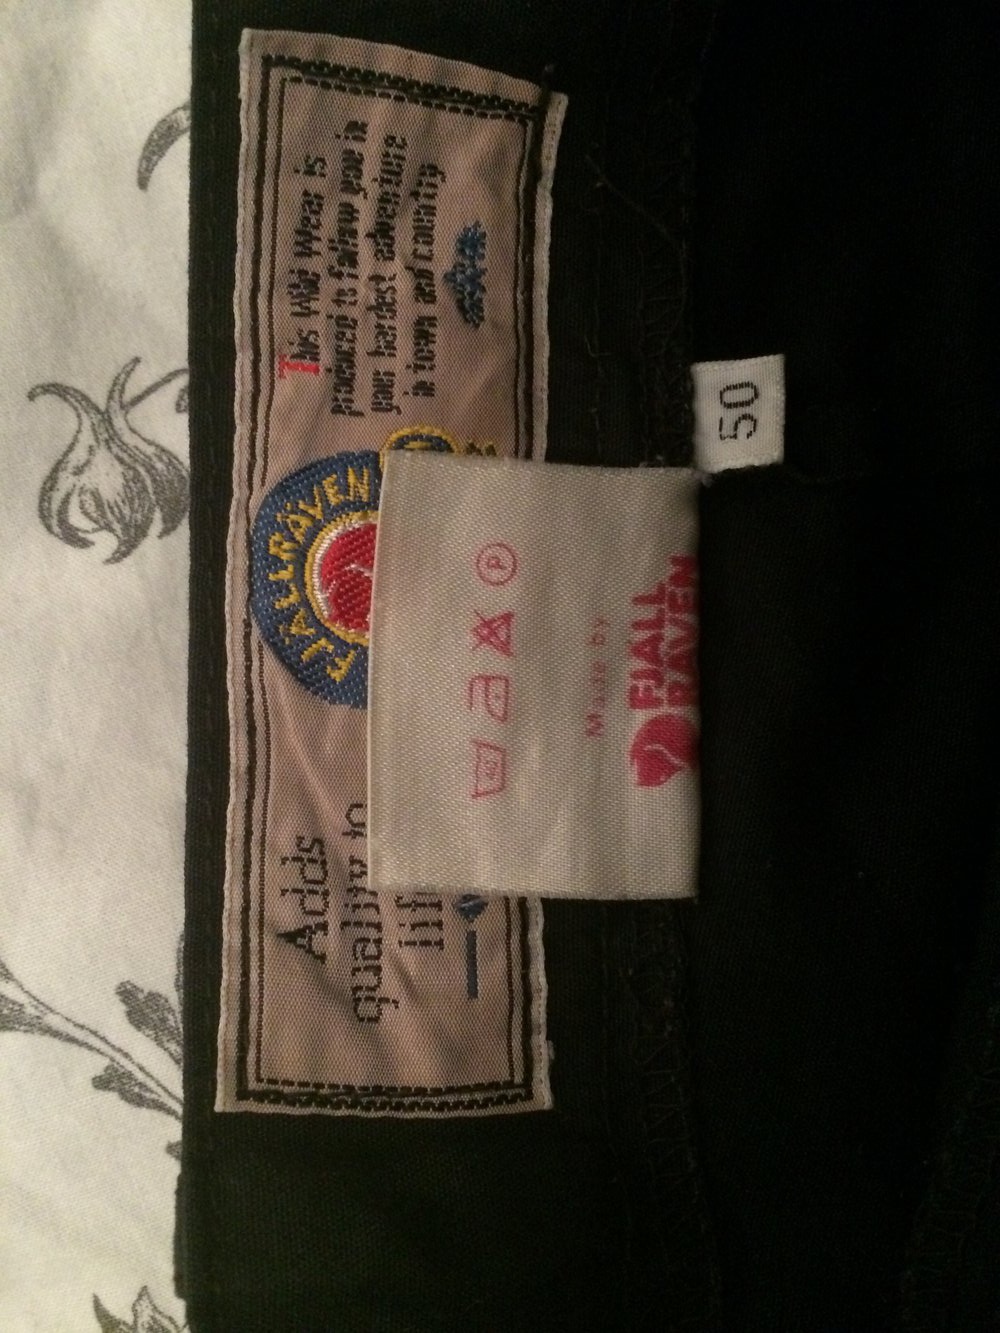 Adds
quality to
FJÄLLRÄVEN
This Wild Wear is
produced to follow you in
your hardest adventure
in town and country
40
P
Made by
FJÄLL
RÄVEN
50